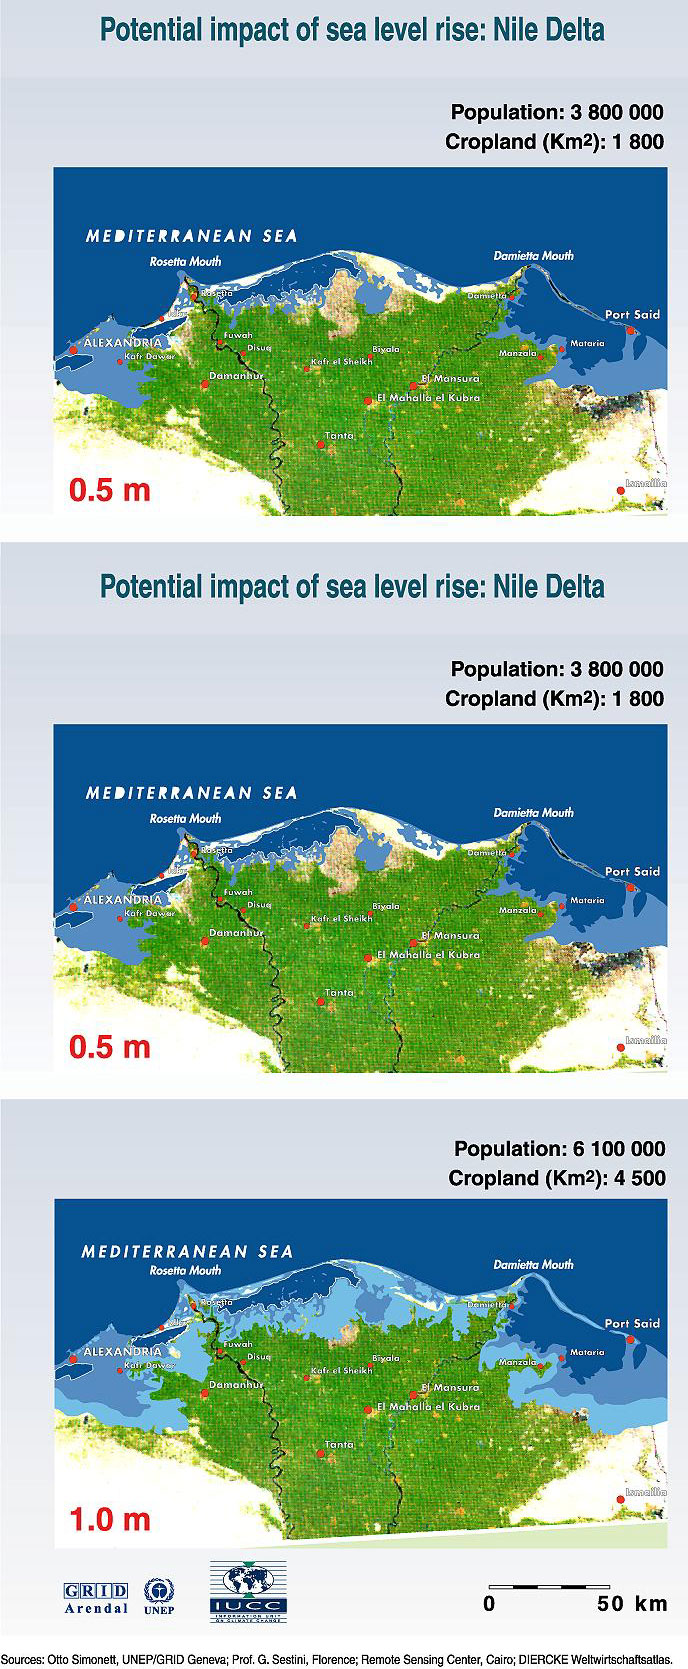 Potential impact of sea level rise: Nile Delta
Population: 3 800 000
Cropland (Km2): 1 800
MEDITERRANEAN SEA
Rosetta Mouth
Damietta Mouth
Rosetta
Damietta
Port Said
ALEXANDRIA
Kafr Dawar
Fuwah
Disuq
Biyala
Kafr el Sheikh
Manzala
Mataria
Damanhur
El Mansura
El Mahalla el Kubra
Tanta
Ismailia
0.5 m
Potential impact of sea level rise: Nile Delta
Population: 3 800 000
Cropland (Km2): 1 800
MEDITERRANEAN SEA
Rosetta Mouth
Damietta Mouth
Rosetta
Damietta
Port Said
ALEXANDRIA
Kafr Dawar
Fuwah
Disuq
Biyala
Kafr el Sheikh
Manzala
Mataria
Damanhur
El Mansura
El Mahalla el Kubra
Tanta
Ismailia
0.5 m
Population: 6 100 000
Cropland (Km2): 4 500
MEDITERRANEAN SEA
Rosetta Mouth
Damietta Mouth
Rosetta
Damietta
Port Said
ALEXANDRIA
Kafr Dawar
Fuwah
Disuq
Biyala
Kafr el Sheikh
Manzala
Mataria
Damanhur
El Mansura
El Mahalla el Kubra
Tanta
Ismailia
1.0 m
GRID
Arendal
UNEP
IUCC
INFORMATION UNIT
ON CLIMATE CHANGE
0 50 km
Sources: Otto Simonett, UNEP/GRID Geneva; Prof. G. Sestini, Florence; Remote Sensing Center, Cairo; DIERCKE Weltwirtschaftsatlas.